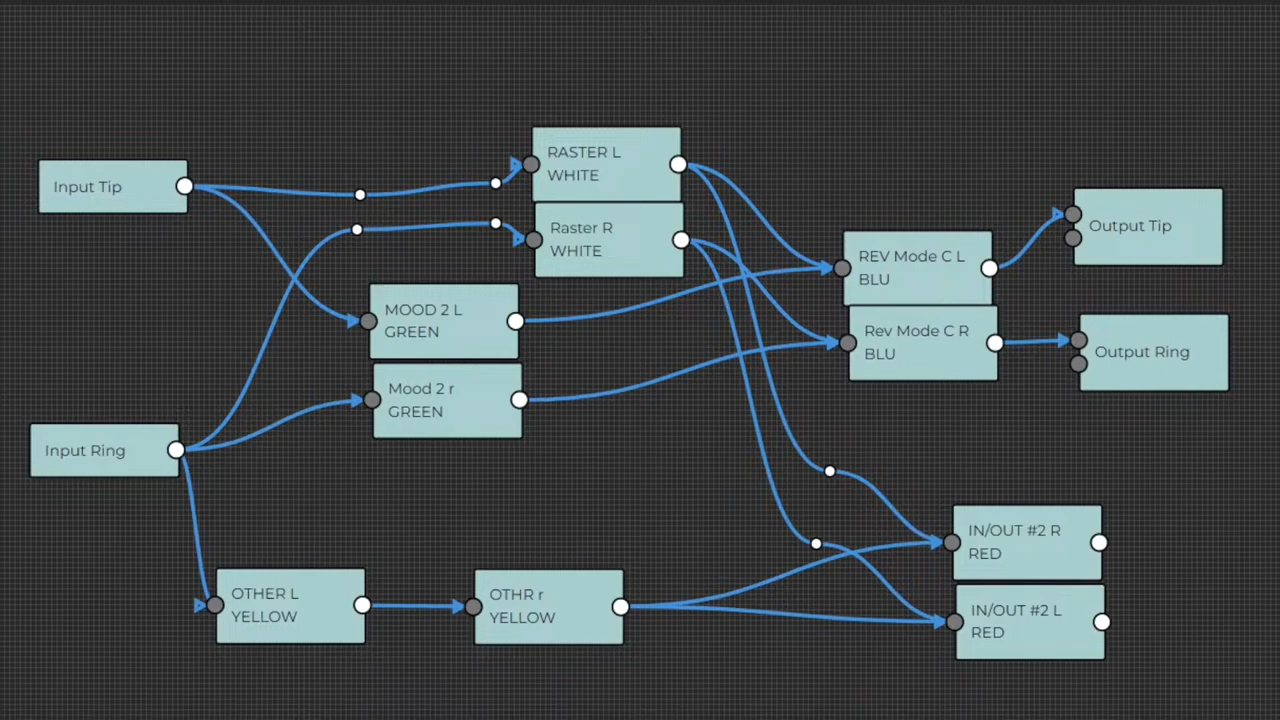 Input Tip
RASTER L
WHITE
Raster R
WHITE
MOOD 2 L
GREEN
Mood 2 r
GREEN
Input Ring
OTHER L
YELLOW
OTHR r
YELLOW
REV Mode C L
BLU
Rev Mode C R
BLU
Output Tip
Output Ring
IN/OUT #2 R
RED
IN/OUT #2 L
RED